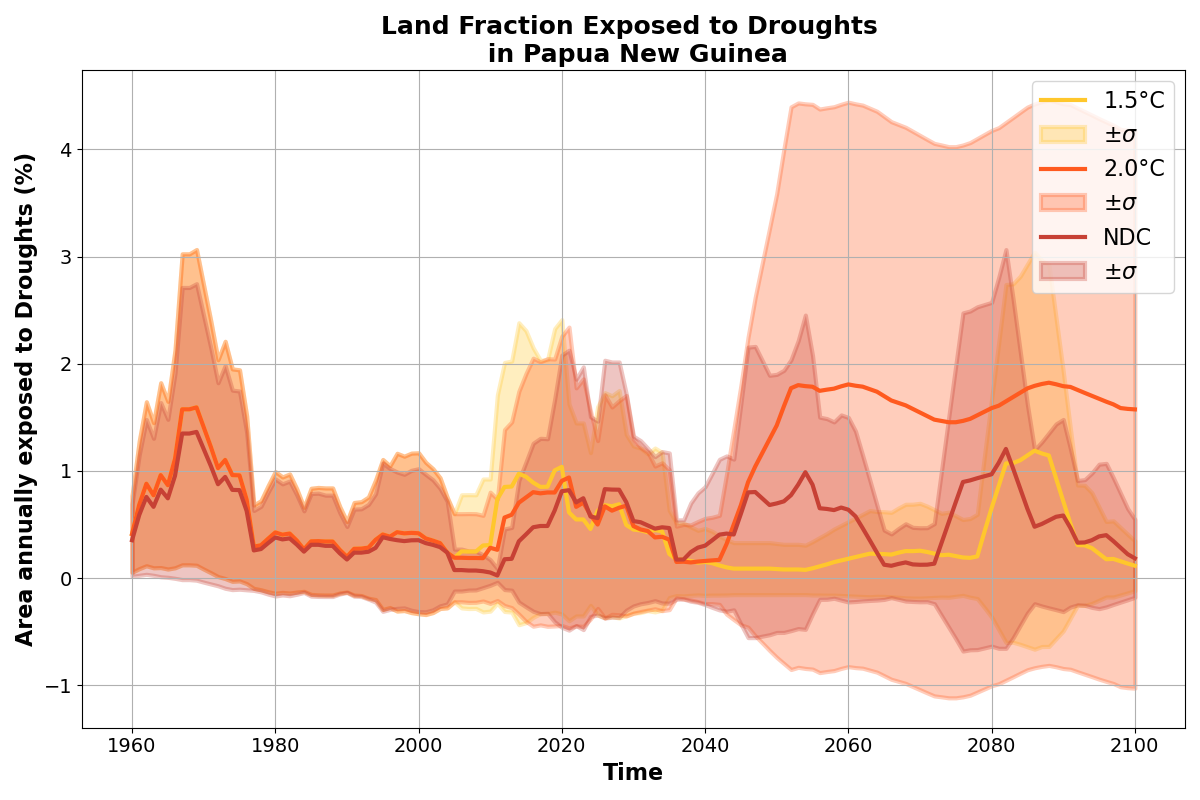 Land Fraction Exposed to Droughts
in Papua New Guinea
Area annually exposed to Droughts (%)
4
3
2
1
0
−1
1960 1980 2000 2020 2040 2060 2080 2100
Time
1.5°C
±σ
2.0°C
±σ
NDC
±σ